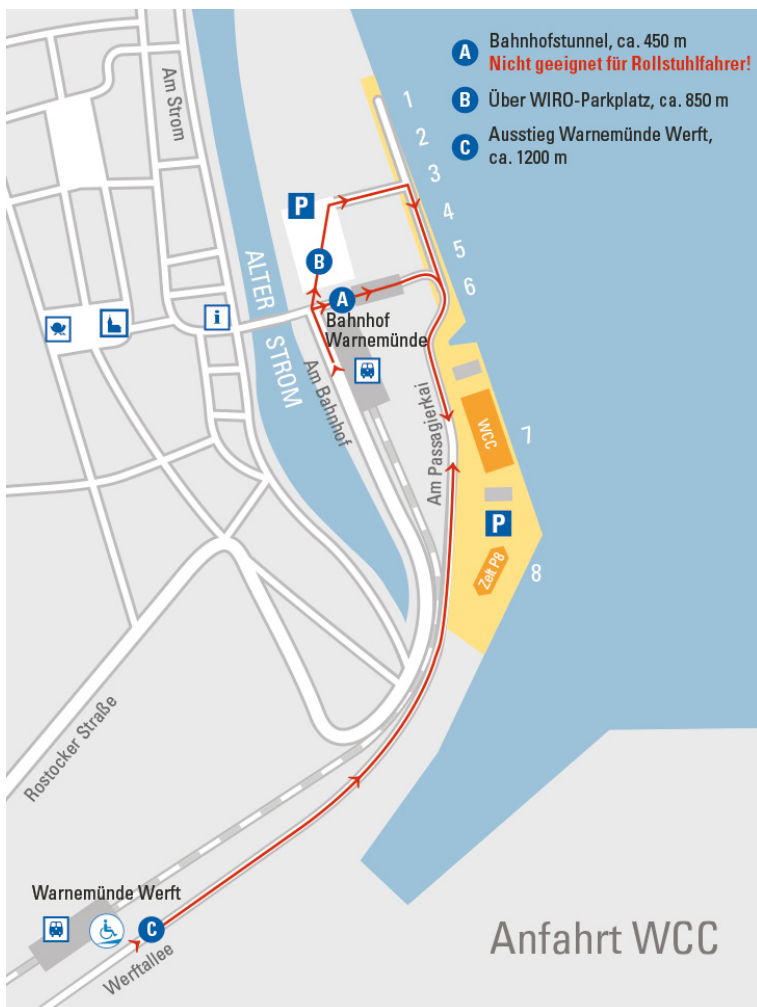 A Bahnhofstunnel, ca. 450 m
Nicht geeignet für Rollstuhlfahrer!
B Über WIRO-Parkplatz, ca. 850 m
C Ausstieg Warnemünde Werft,
ca. 1200 m
Am Strom
1
2
3
4
5
6
P
B
A
ALTER
STROM
i
Bahnhof
Warnemünde
Am Bahnhof
Am Passagierkai
WCC
7
P
Zelt P8
8
Rostocker Straße
Warnemünde Werft
C
Werftallee
Anfahrt WCC